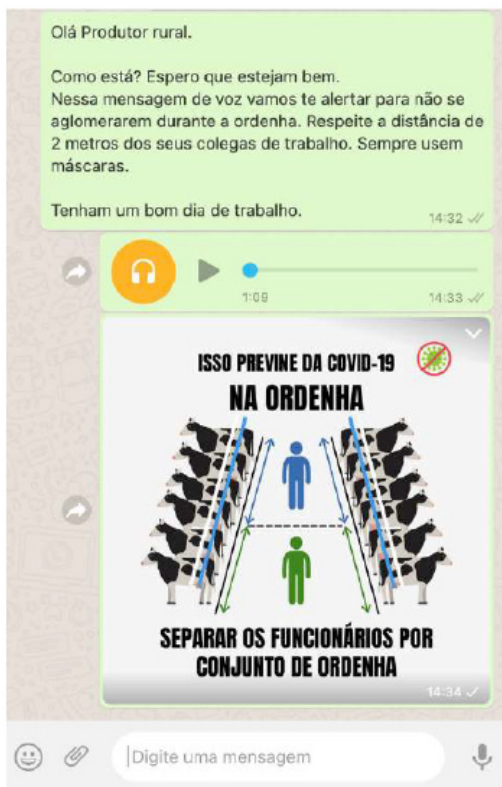 Olá Produtor rural.
Como está? Espero que estejam bem.
Nessa mensagem de voz vamos te alertar para não se
aglomerarem durante a ordenha. Respeite a distância de
2 metros dos seus colegas de trabalho. Sempre usem
máscaras.
Tenham um bom dia de trabalho.
14:32
1:09
14:33
ISSO PREVINE DA COVID-19
NA ORDENHA
SEPARAR OS FUNCIONÁRIOS POR
CONJUNTO DE ORDENHA
14:34
Digite uma mensagem